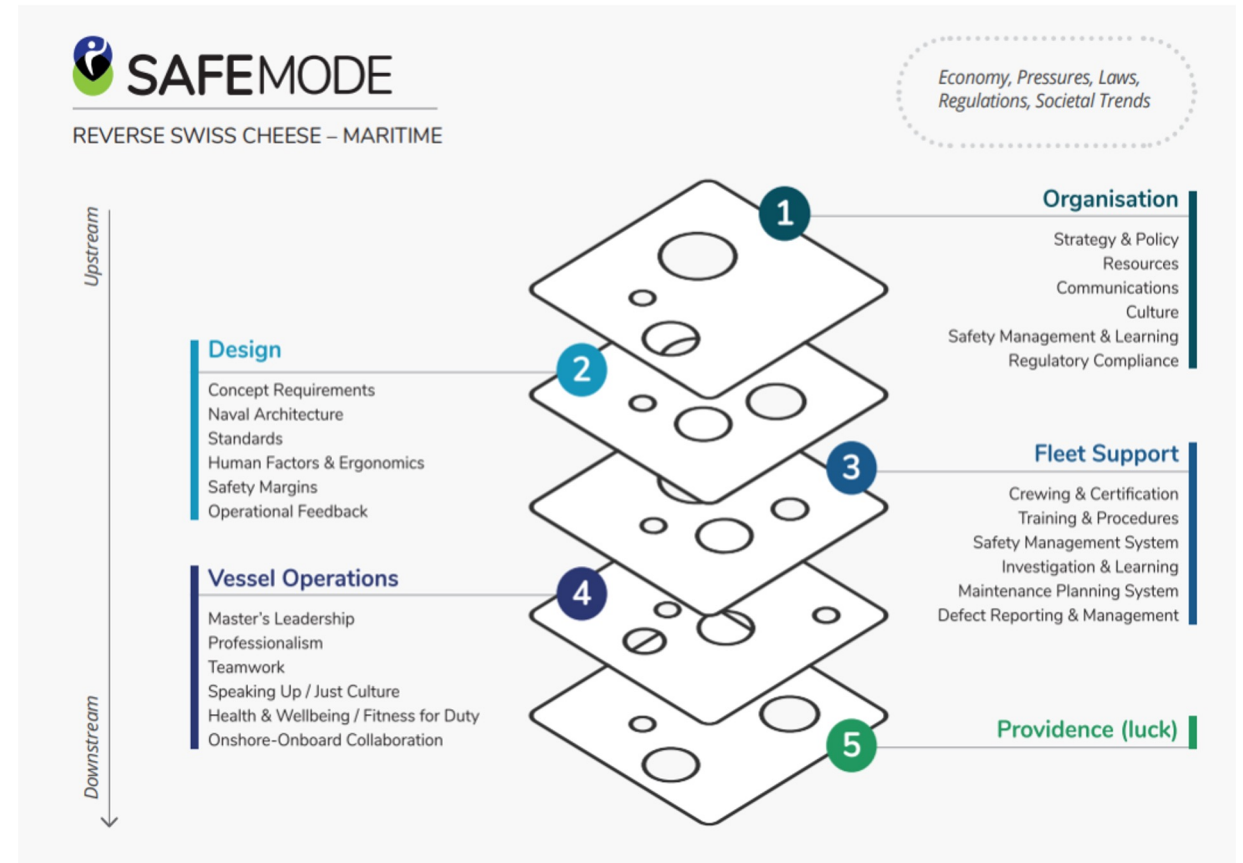 SAFEMODE
REVERSE SWISS CHEESE – MARITIME
Economy, Pressures, Laws,
Regulations, Societal Trends
Upstream
Downstream
1
Organisation
Strategy & Policy
Resources
Communications
Culture
Safety Management & Learning
Regulatory Compliance
2
Design
Concept Requirements
Naval Architecture
Standards
Human Factors & Ergonomics
Safety Margins
Operational Feedback
3
Fleet Support
Crewing & Certification
Training & Procedures
Safety Management System
Investigation & Learning
Maintenance Planning System
Defect Reporting & Management
4
Vessel Operations
Master's Leadership
Professionalism
Teamwork
Speaking Up / Just Culture
Health & Wellbeing / Fitness for Duty
Onshore-Onboard Collaboration
5
Providence (luck)